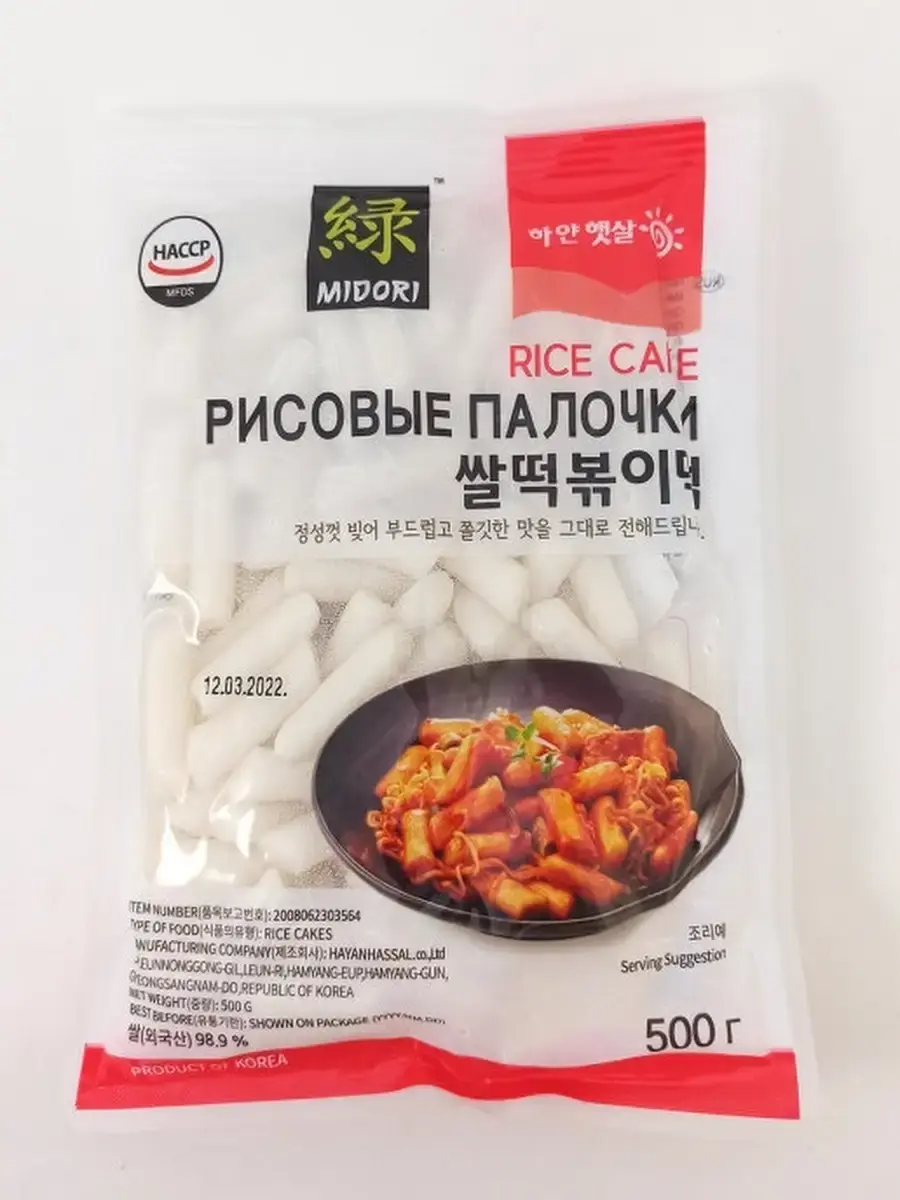 緑
MIDORI
TM
HACCP
MFDS
하얀 햇살
RICE CAKE
РИСОВЫЕ ПАЛОЧКИ
쌀떡볶이떡
정성껏 빚어 부드럽고 쫄깃한 맛을 그대로 전해드립니
12.03.2022.
조리예
Serving Suggestion
ITEM NUMBER(품목보고번호): 2008062303564
TYPE OF FOOD(식품의유형): RICE CAKES
MANUFACTURING COMPANY(제조회사): HAYANHASSAL.co.,Ltd
EUNNONGGONG-GIL,IEUN-RI,HAMYANG-EUP,HAMYANG-GUN,
GYEONGSANGNAM-DO,REPUBLIC OF KOREA
NET WEIGHT(중량): 500 G
BEST BEFORE(유통기한): SHOWN ON PACKAGE
쌀(외국산) 98.9 %
500 г
PRODUCT OF KOREA